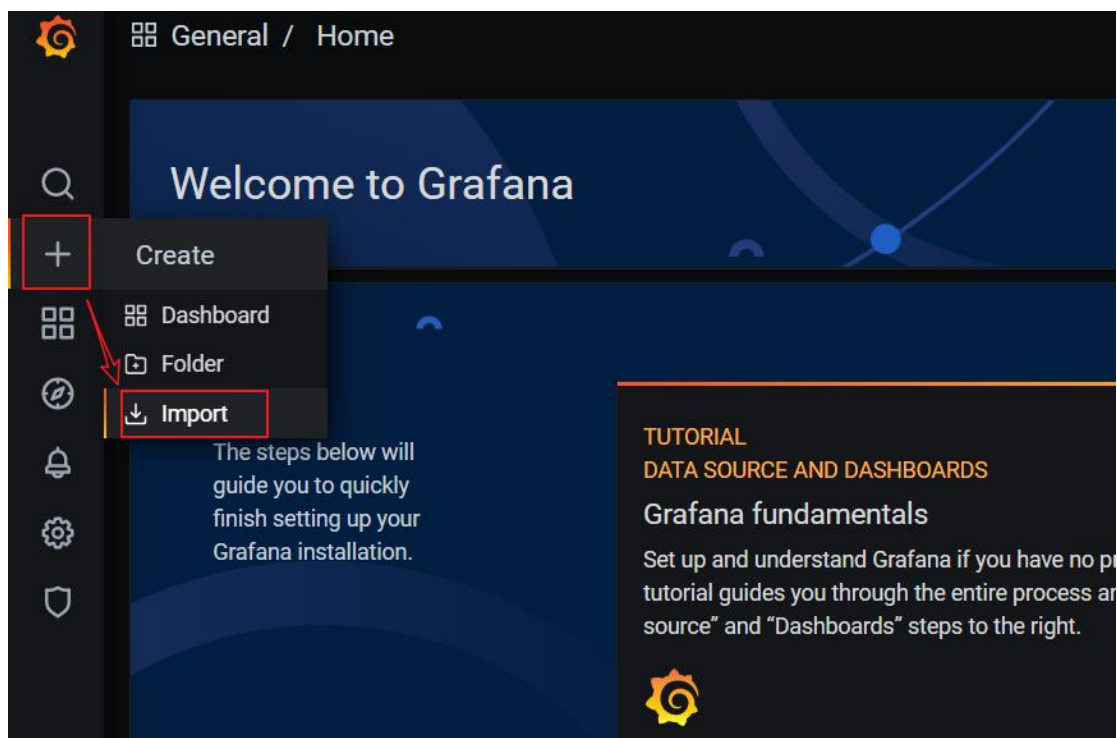 General / Home
Welcome to Grafana
Create
Dashboard
Folder
Import
The steps below will
guide you to quickly
finish setting up your
Grafana installation.
TUTORIAL
DATA SOURCE AND DASHBOARDS
Grafana fundamentals
Set up and understand Grafana if you have no
tutorial guides you through the entire process
source” and “Dashboards” steps to the right.